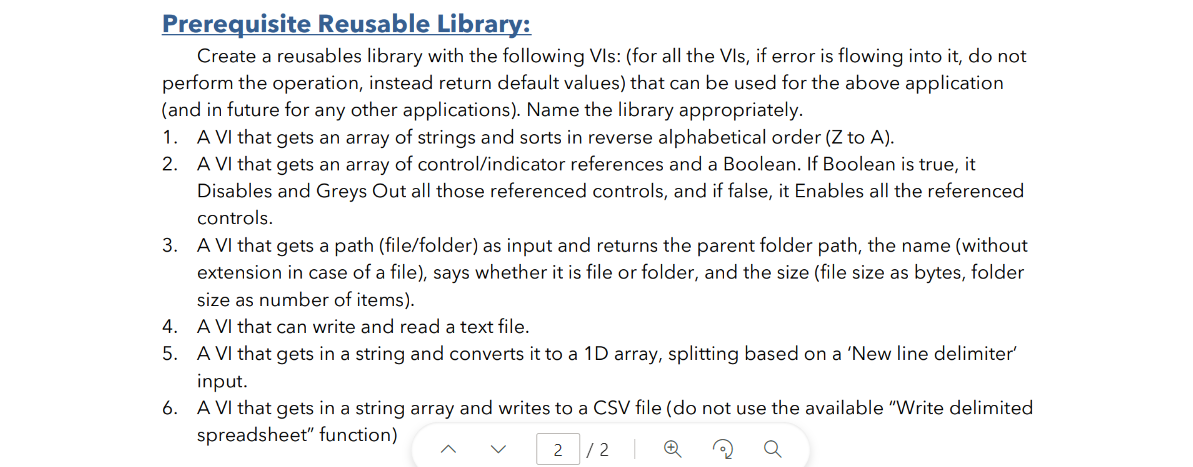 Prerequisite Reusable Library:
Create a reusables library with the following VIs: (for all the VIs, if error is flowing into it, do not
perform the operation, instead return default values) that can be used for the above application
(and in future for any other applications). Name the library appropriately.
1. A VI that gets an array of strings and sorts in reverse alphabetical order (Z to A).
2. A VI that gets an array of control/indicator references and a Boolean. If Boolean is true, it
Disables and Greys Out all those referenced controls, and if false, it Enables all the referenced
controls.
3. A VI that gets a path (file/folder) as input and returns the parent folder path, the name (without
extension in case of a file), says whether it is file or folder, and the size (file size as bytes, folder
size as number of items).
4. A VI that can write and read a text file.
5. A VI that gets in a string and converts it to a 1D array, splitting based on a ‘New line delimiter’
input.
6. A VI that gets in a string array and writes to a CSV file (do not use the available “Write delimited
spreadsheet” function)
2 / 2